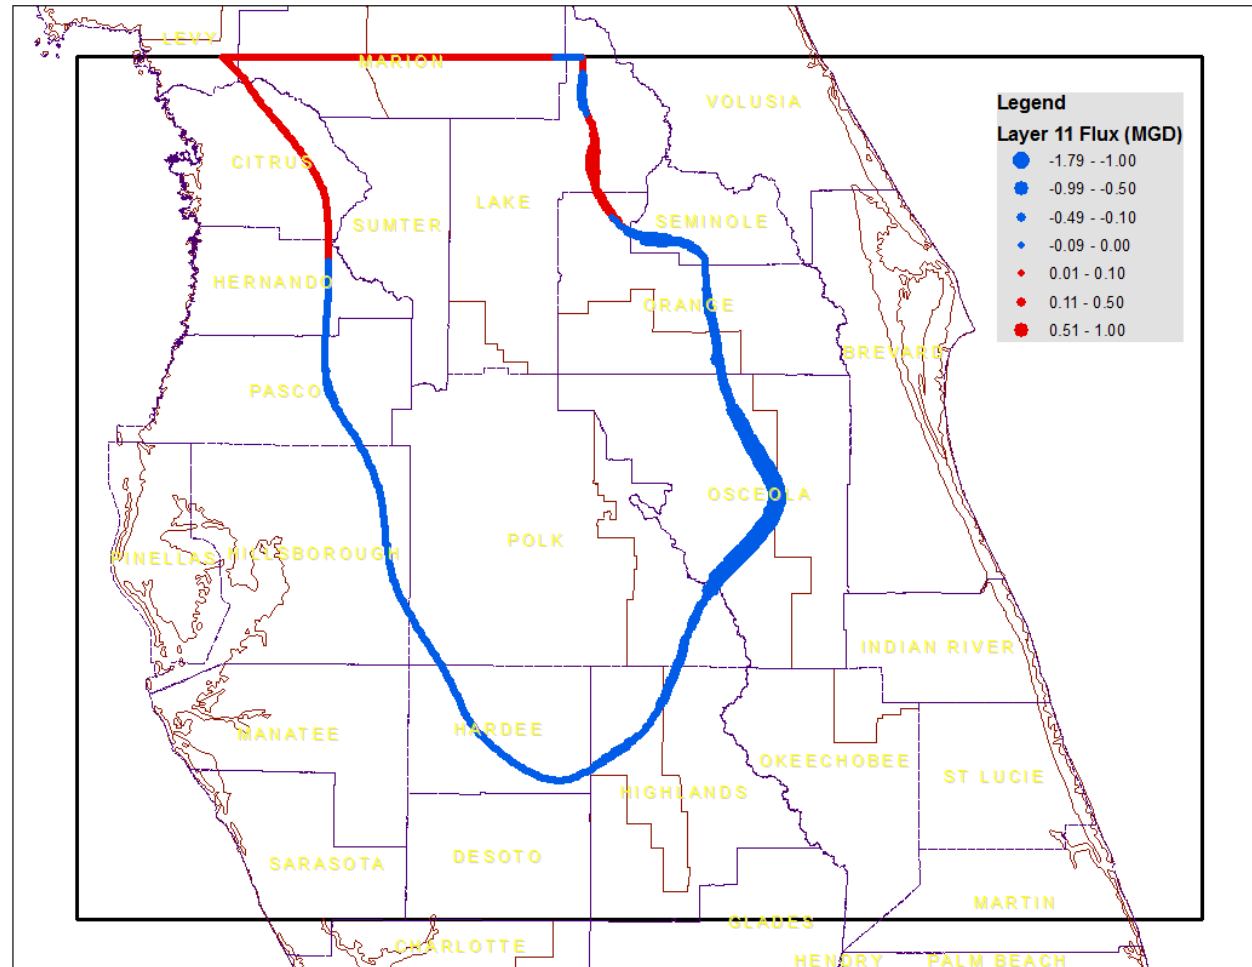 LEVY
MARION
VOLUSIA
Legend
Layer 11 Flux (MGD)
-1.79 - -1.00
-0.99 - -0.50
-0.49 - -0.10
-0.09 - 0.00
0.01 - 0.10
0.11 - 0.50
0.51 - 1.00
CITRUS
LAKE
SUMTER
SEMINOLE
HERNANDO
ORANGE
BREVARD
PASCO
OSCEOLA
POLK
PINELLAS
HILLSBOROUGH
INDIAN RIVER
MANATEE
HARDEE
OKEECHOBEE
ST LUCIE
HIGHLANDS
SARASOTA
DESOTO
MARTIN
GLADES
CHARLOTTE
HENDRY
PALM BEACH